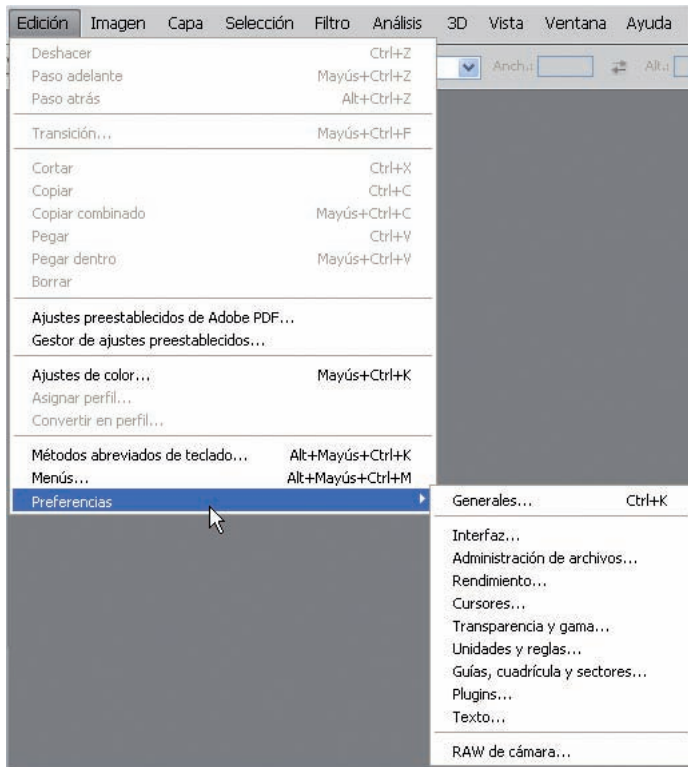 Edición Imagen Capa Selección Filtro Análisis 3D Vista Ventana Ayuda
Anch.: Alt.:
Deshacer Ctrl+Z
Paso adelante Mayús+Ctrl+Z
Paso atrás Alt+Ctrl+Z
Transición... Mayús+Ctrl+F
Cortar Ctrl+X
Copiar Ctrl+C
Copiar combinado Mayús+Ctrl+C
Pegar Ctrl+V
Pegar dentro Mayús+Ctrl+V
Borrar
Ajustes preestablecidos de Adobe PDF...
Gestor de ajustes preestablecidos...
Ajustes de color... Mayús+Ctrl+K
Asignar perfil...
Convertir en perfil...
Métodos abreviados de teclado... Alt+Mayús+Ctrl+K
Menús... Alt+Mayús+Ctrl+M
Preferencias
Generales... Ctrl+K
Interfaz...
Administración de archivos...
Rendimiento...
Cursores...
Transparencia y gama...
Unidades y reglas...
Guías, cuadrícula y sectores...
Plugins...
Texto...
RAW de cámara...